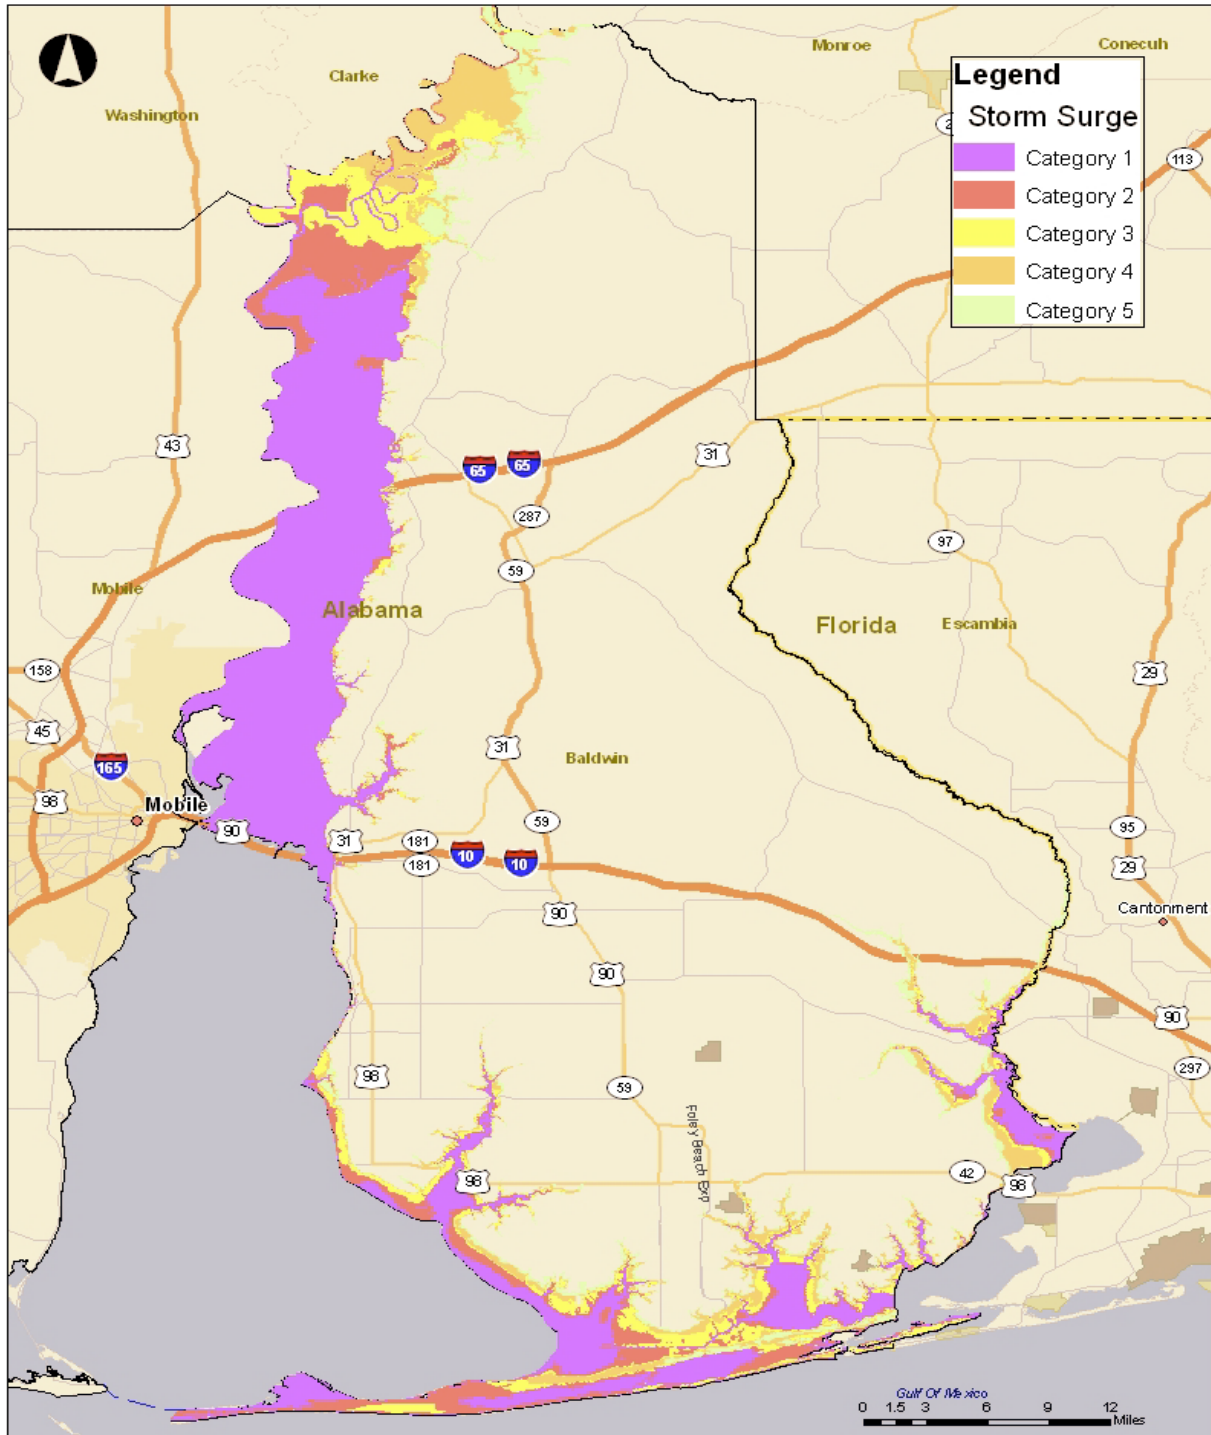 Monroe
Conecuh
Clarke
Washington
Legend
Storm Surge
Category 1
Category 2
Category 3
Category 4
Category 5
2
113
43
65
65
31
287
97
59
Mobile
Alabama
Florida
Escambia
158
29
45
31
Baldwin
165
98
Mobile
90
31
181
59
95
10
10
181
29
90
Cantonment
90
90
98
59
297
Foley Beach Exp
98
42
98
Gulf Of Mexico
0 1.5 3 6 9 12
Miles